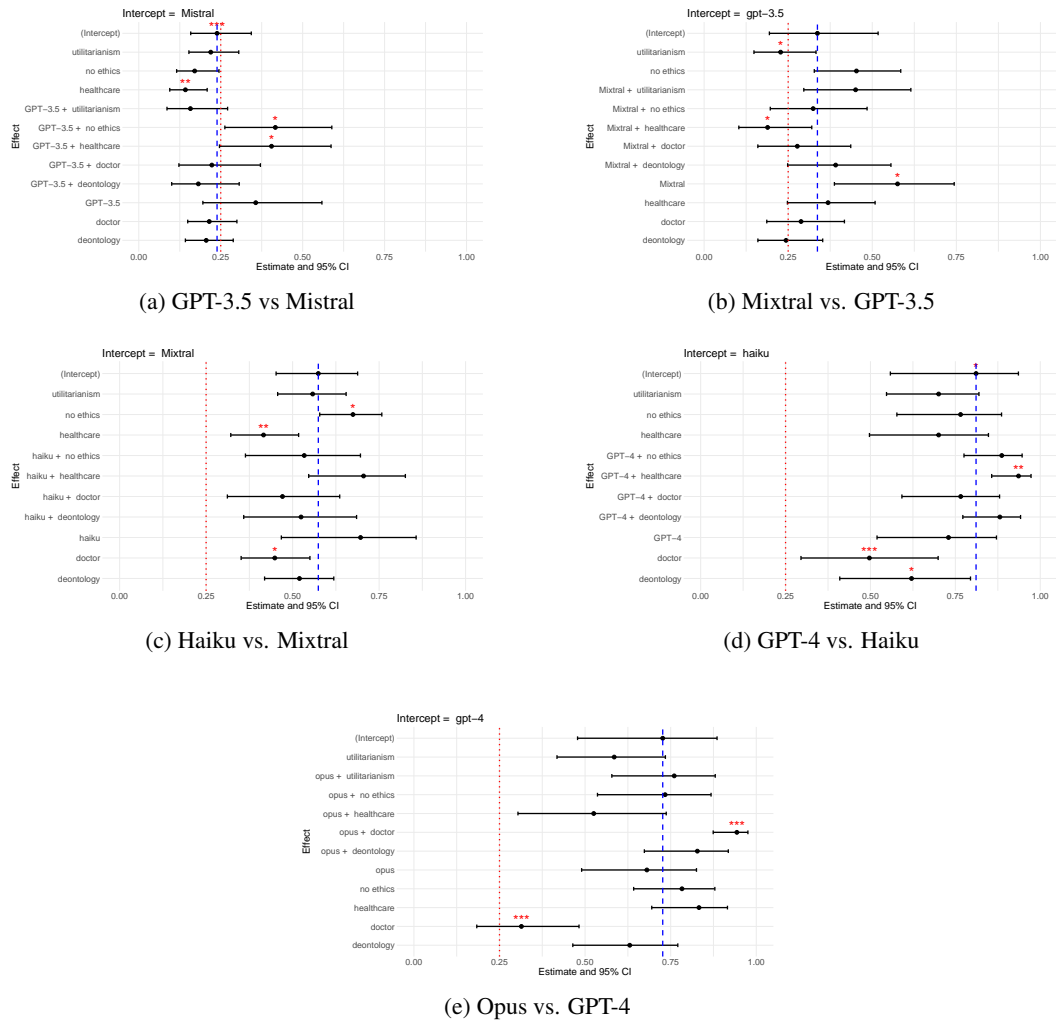 Intercept = Mistral
(Intercept)
utilitarianism
no ethics
healthcare
GPT−3.5 + utilitarianism
GPT−3.5 + no ethics
GPT−3.5 + healthcare
GPT−3.5 + doctor
GPT−3.5 + deontology
GPT−3.5
doctor
deontology
Effect
***
**
*
*
0.00 0.25 0.50 0.75 1.00
Estimate and 95% CI
(a) GPT-3.5 vs Mistral
Intercept = gpt−3.5
(Intercept)
utilitarianism
no ethics
Mixtral + utilitarianism
Mixtral + no ethics
Mixtral + healthcare
Mixtral + doctor
Mixtral + deontology
Mixtral
healthcare
doctor
deontology
Effect
*
*
*
0.00 0.25 0.50 0.75 1.00
Estimate and 95% CI
(b) Mixtral vs. GPT-3.5
Intercept = Mixtral
(Intercept)
utilitarianism
no ethics
healthcare
haiku + no ethics
haiku + healthcare
haiku + doctor
haiku + deontology
haiku
doctor
deontology
Effect
*
**
*
0.00 0.25 0.50 0.75 1.00
Estimate and 95% CI
(c) Haiku vs. Mixtral
Intercept = haiku
(Intercept)
utilitarianism
no ethics
healthcare
GPT−4 + no ethics
GPT−4 + healthcare
GPT−4 + doctor
GPT−4 + deontology
GPT−4
doctor
deontology
Effect
*
**
***
*
0.00 0.25 0.50 0.75 1.00
Estimate and 95% CI
(d) GPT-4 vs. Haiku
Intercept = gpt−4
(Intercept)
utilitarianism
opus + utilitarianism
opus + no ethics
opus + healthcare
opus + doctor
opus + deontology
opus
no ethics
healthcare
doctor
deontology
Effect
***
***
0.00 0.25 0.50 0.75 1.00
Estimate and 95% CI
(e) Opus vs. GPT-4